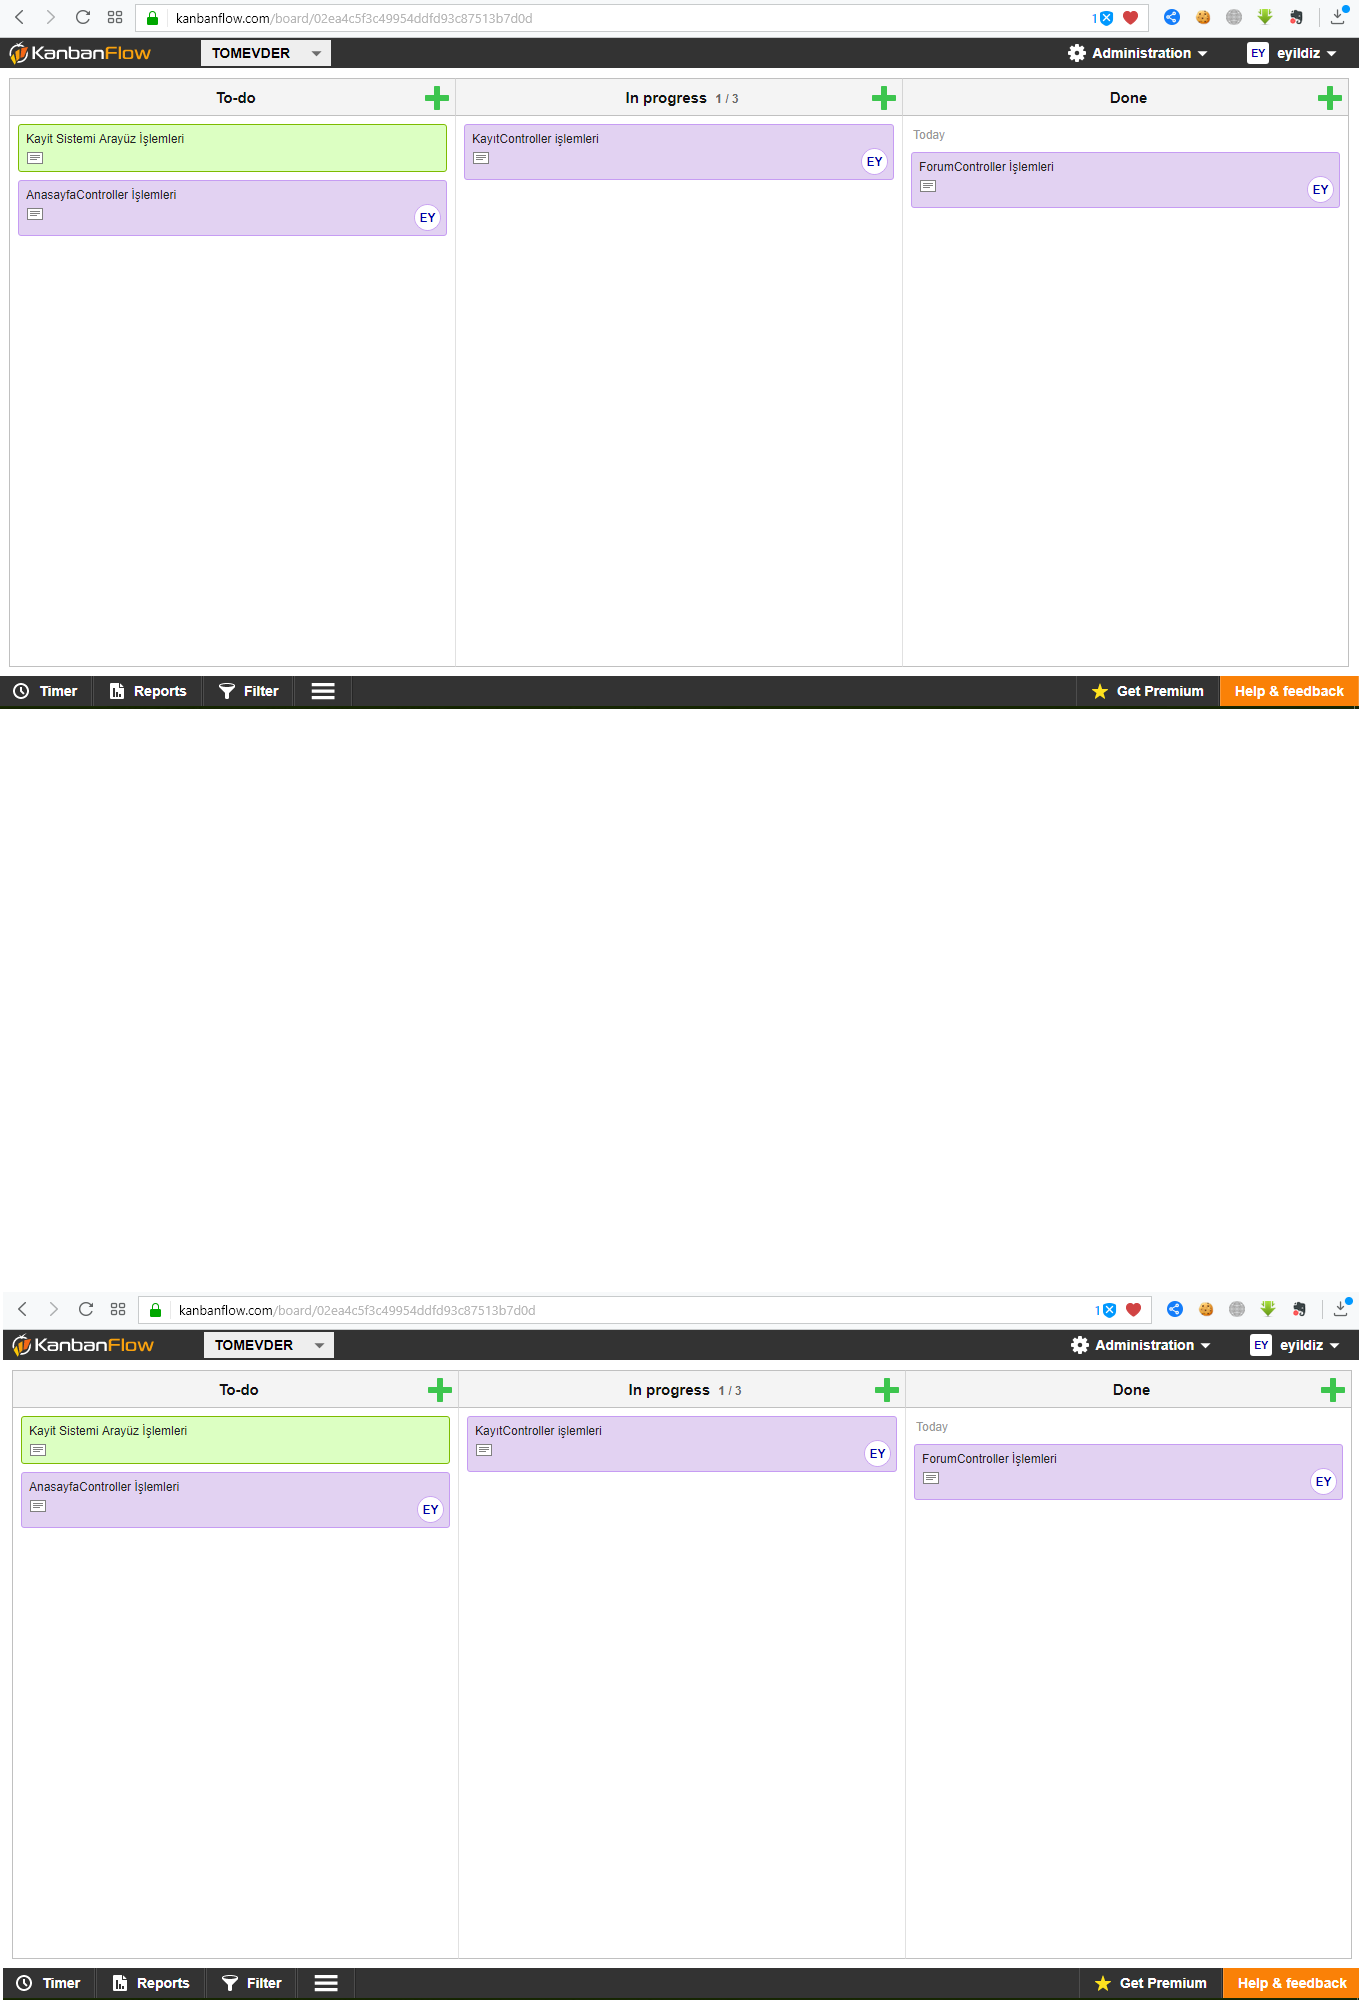 kanbanflow.com/board/02ea4c5f3c49954ddfd93c87513b7d0d 1
KanbanFlow TOMEVDER Administration EY eyildiz
To-do In progress 1 / 3 Done
Kayit Sistemi Arayüz İşlemleri
AnasayfaController İşlemleri
EY
KayıtController işlemleri
EY
Today
ForumController İşlemleri
EY
Timer Reports Filter Get Premium Help & feedback
kanbanflow.com/board/02ea4c5f3c49954ddfd93c87513b7d0d 1
KanbanFlow TOMEVDER Administration EY eyildiz
To-do In progress 1 / 3 Done
Kayit Sistemi Arayüz İşlemleri
AnasayfaController İşlemleri
EY
KayıtController işlemleri
EY
Today
ForumController İşlemleri
EY
Timer Reports Filter Get Premium Help & feedback